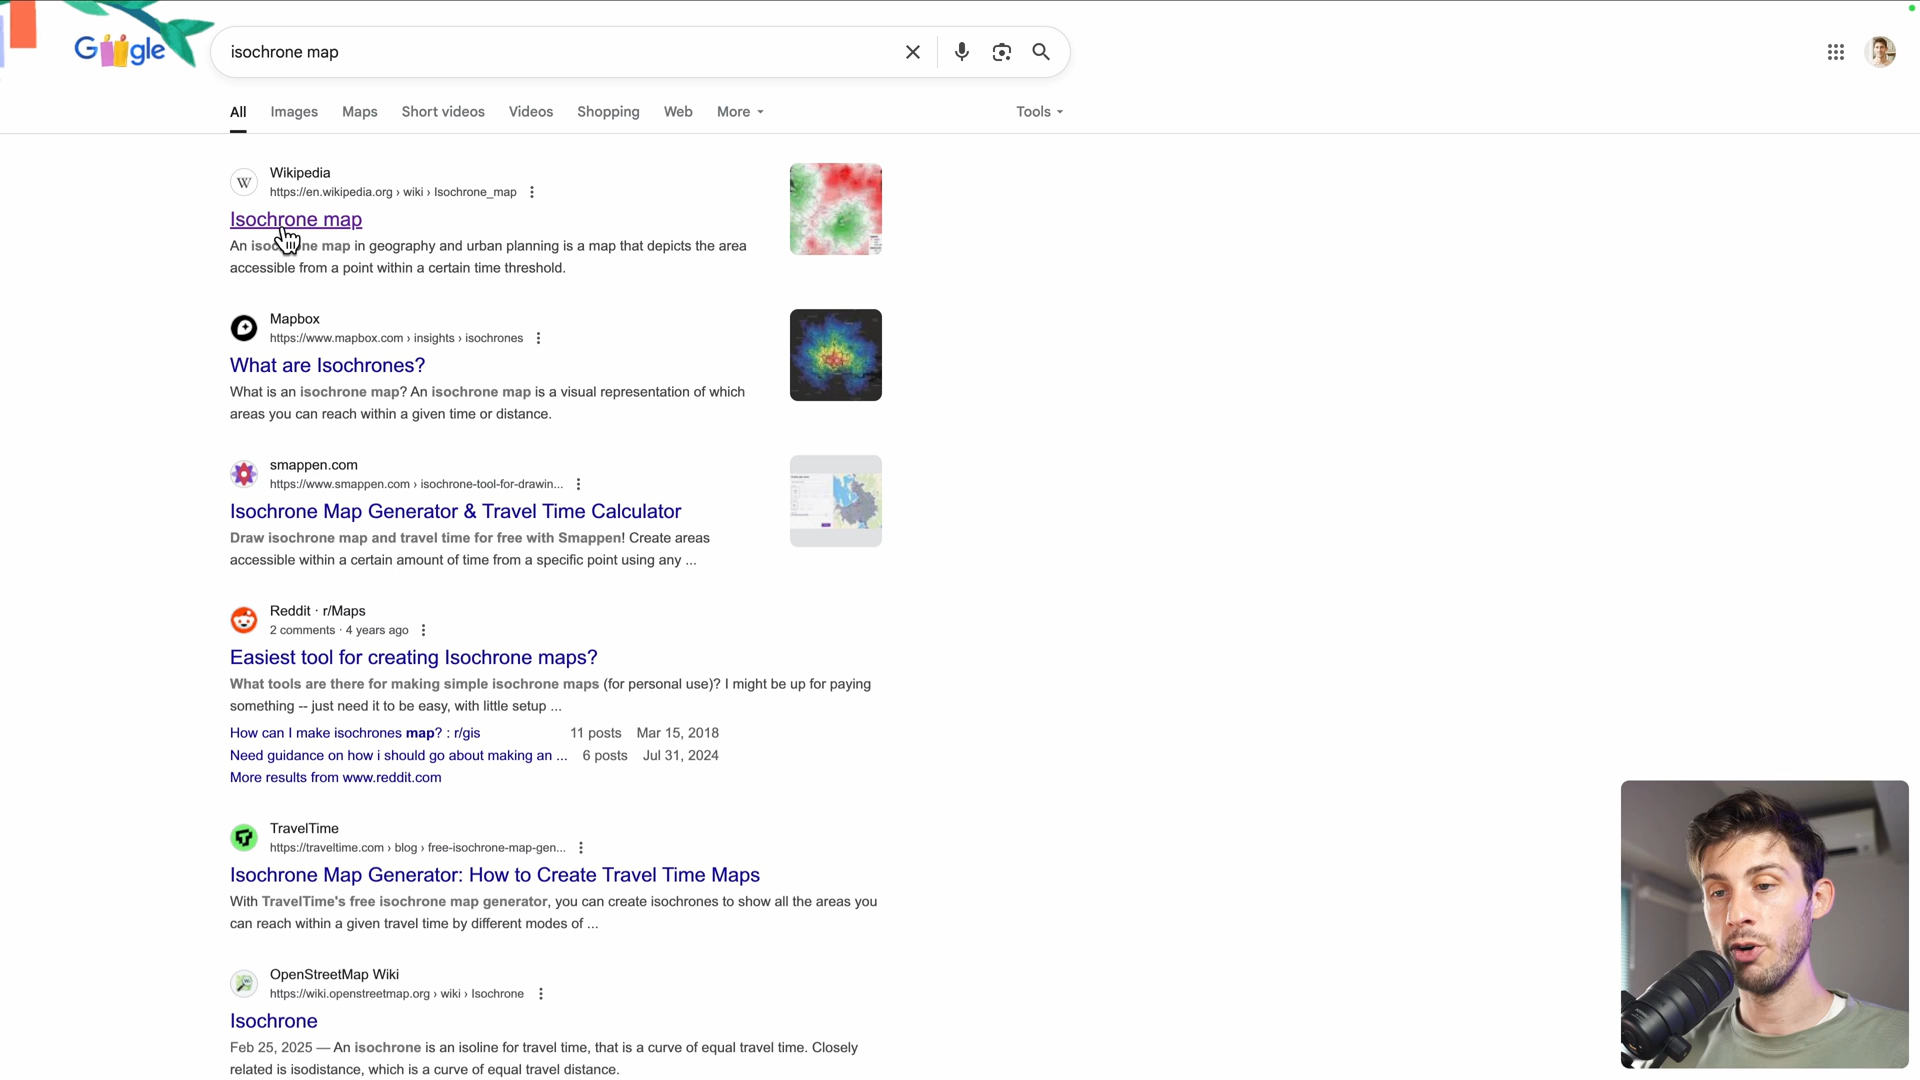 Google
isochrone map
All Images Maps Short videos Videos Shopping Web More Tools
Wikipedia
https://en.wikipedia.org › wiki › Isochrone_map
Isochrone map
An isochrone map in geography and urban planning is a map that depicts the area
accessible from a point within a certain time threshold.
Mapbox
https://www.mapbox.com › insights › isochrones
What are Isochrones?
What is an isochrone map? An isochrone map is a visual representation of which
areas you can reach within a given time or distance.
smappen.com
https://www.smappen.com › isochrone-tool-for-drawin...
Isochrone Map Generator & Travel Time Calculator
Draw isochrone map and travel time for free with Smappen! Create areas
accessible within a certain amount of time from a specific point using any ...
Reddit · r/Maps
2 comments · 4 years ago
Easiest tool for creating Isochrone maps?
What tools are there for making simple isochrone maps (for personal use)? I might be up for paying
something -- just need it to be easy, with little setup ...
How can I make isochrones map? : r/gis 11 posts Mar 15, 2018
Need guidance on how i should go about making an ... 6 posts Jul 31, 2024
More results from www.reddit.com
TravelTime
https://traveltime.com › blog › free-isochrone-map-gen...
Isochrone Map Generator: How to Create Travel Time Maps
With TravelTime's free isochrone map generator, you can create isochrones to show all the areas you
can reach within a given travel time by different modes of ...
OpenStreetMap Wiki
https://wiki.openstreetmap.org › wiki › Isochrone
Isochrone
Feb 25, 2025 — An isochrone is an isoline for travel time, that is a curve of equal travel time. Closely
related is isodistance, which is a curve of equal travel distance.